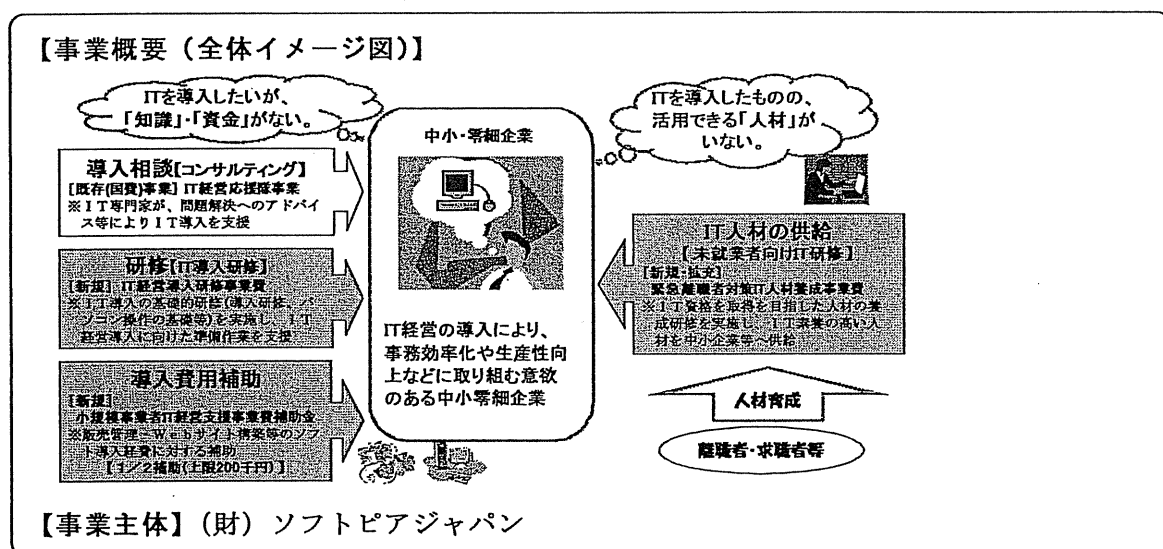 【事業概要（全体イメージ図）】
ITを導入したいが、
「知識」・「資金」がない。
導入相談[コンサルティング]
[既存(国費)事業] IT経営応援隊事業
※ＩＴ専門家が、問題解決へのアドバイ
ス等によりＩＴ導入を支援
研修[IT導入研修]
[新規] IT経営導入研修事業費
※ＩＴ導入の基礎的研修(導入研修、パ
ソコン操作の基礎等)を実施し、ＩＴ
経営導入に向けた準備作業を支援
導入費用補助
[新規]
小規模事業者IT経営支援事業費補助金
※販売管理、Ｗｅｂサイト構築等のソフ
ト導入経費に対する補助
【１／２補助(上限200千円)】
中小・零細企業
IT経営の導入により、
事務効率化や生産性向
上などに取り組む意欲
のある中小零細企業
ITを導入したものの、
活用できる「人材」が
いない。
IT人材の供給
【未就業者向けIT研修】
[新規・拡充]
緊急離職者対策IT人材養成事業費
※ＩＴ資格を取得を目指した人材の養
成研修を実施し、ＩＴ素養の高い人
材を中小企業等へ供給
人材育成
離職者・求職者等
【事業主体】（財）ソフトピアジャパン